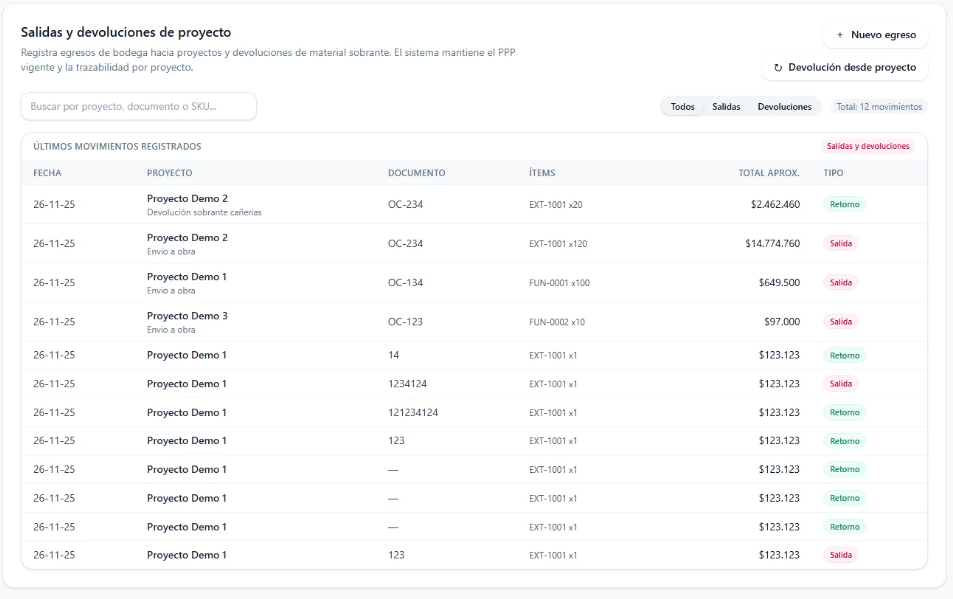 Salidas y devoluciones de proyecto
Registra egresos de bodega hacia proyectos y devoluciones de material sobrante. El sistema mantiene el PPP
vigente y la trazabilidad por proyecto.
+ Nuevo egreso
↻ Devolución desde proyecto
Buscar por proyecto, documento o SKU...
Todos Salidas Devoluciones Total: 12 movimientos
ÚLTIMOS MOVIMIENTOS REGISTRADOS Salidas y devoluciones
FECHA PROYECTO DOCUMENTO ÍTEMS TOTAL APROX. TIPO
26-11-25 Proyecto Demo 2 OC-234 EXT-1001 x20 $2.462.460 Retorno
Devolución sobrante cañerias
26-11-25 Proyecto Demo 2 OC-234 EXT-1001 x120 $14.774.760 Salida
Envio a obra
26-11-25 Proyecto Demo 1 OC-134 FUN-0001 x100 $649.500 Salida
Envio a obra
26-11-25 Proyecto Demo 3 OC-123 FUN-0002 x10 $97.000 Salida
Envio a obra
26-11-25 Proyecto Demo 1 14 EXT-1001 x1 $123.123 Retorno
26-11-25 Proyecto Demo 1 1234124 EXT-1001 x1 $123.123 Salida
26-11-25 Proyecto Demo 1 121234124 EXT-1001 x1 $123.123 Retorno
26-11-25 Proyecto Demo 1 123 EXT-1001 x1 $123.123 Retorno
26-11-25 Proyecto Demo 1 — EXT-1001 x1 $123.123 Retorno
26-11-25 Proyecto Demo 1 — EXT-1001 x1 $123.123 Retorno
26-11-25 Proyecto Demo 1 — EXT-1001 x1 $123.123 Retorno
26-11-25 Proyecto Demo 1 123 EXT-1001 x1 $123.123 Salida